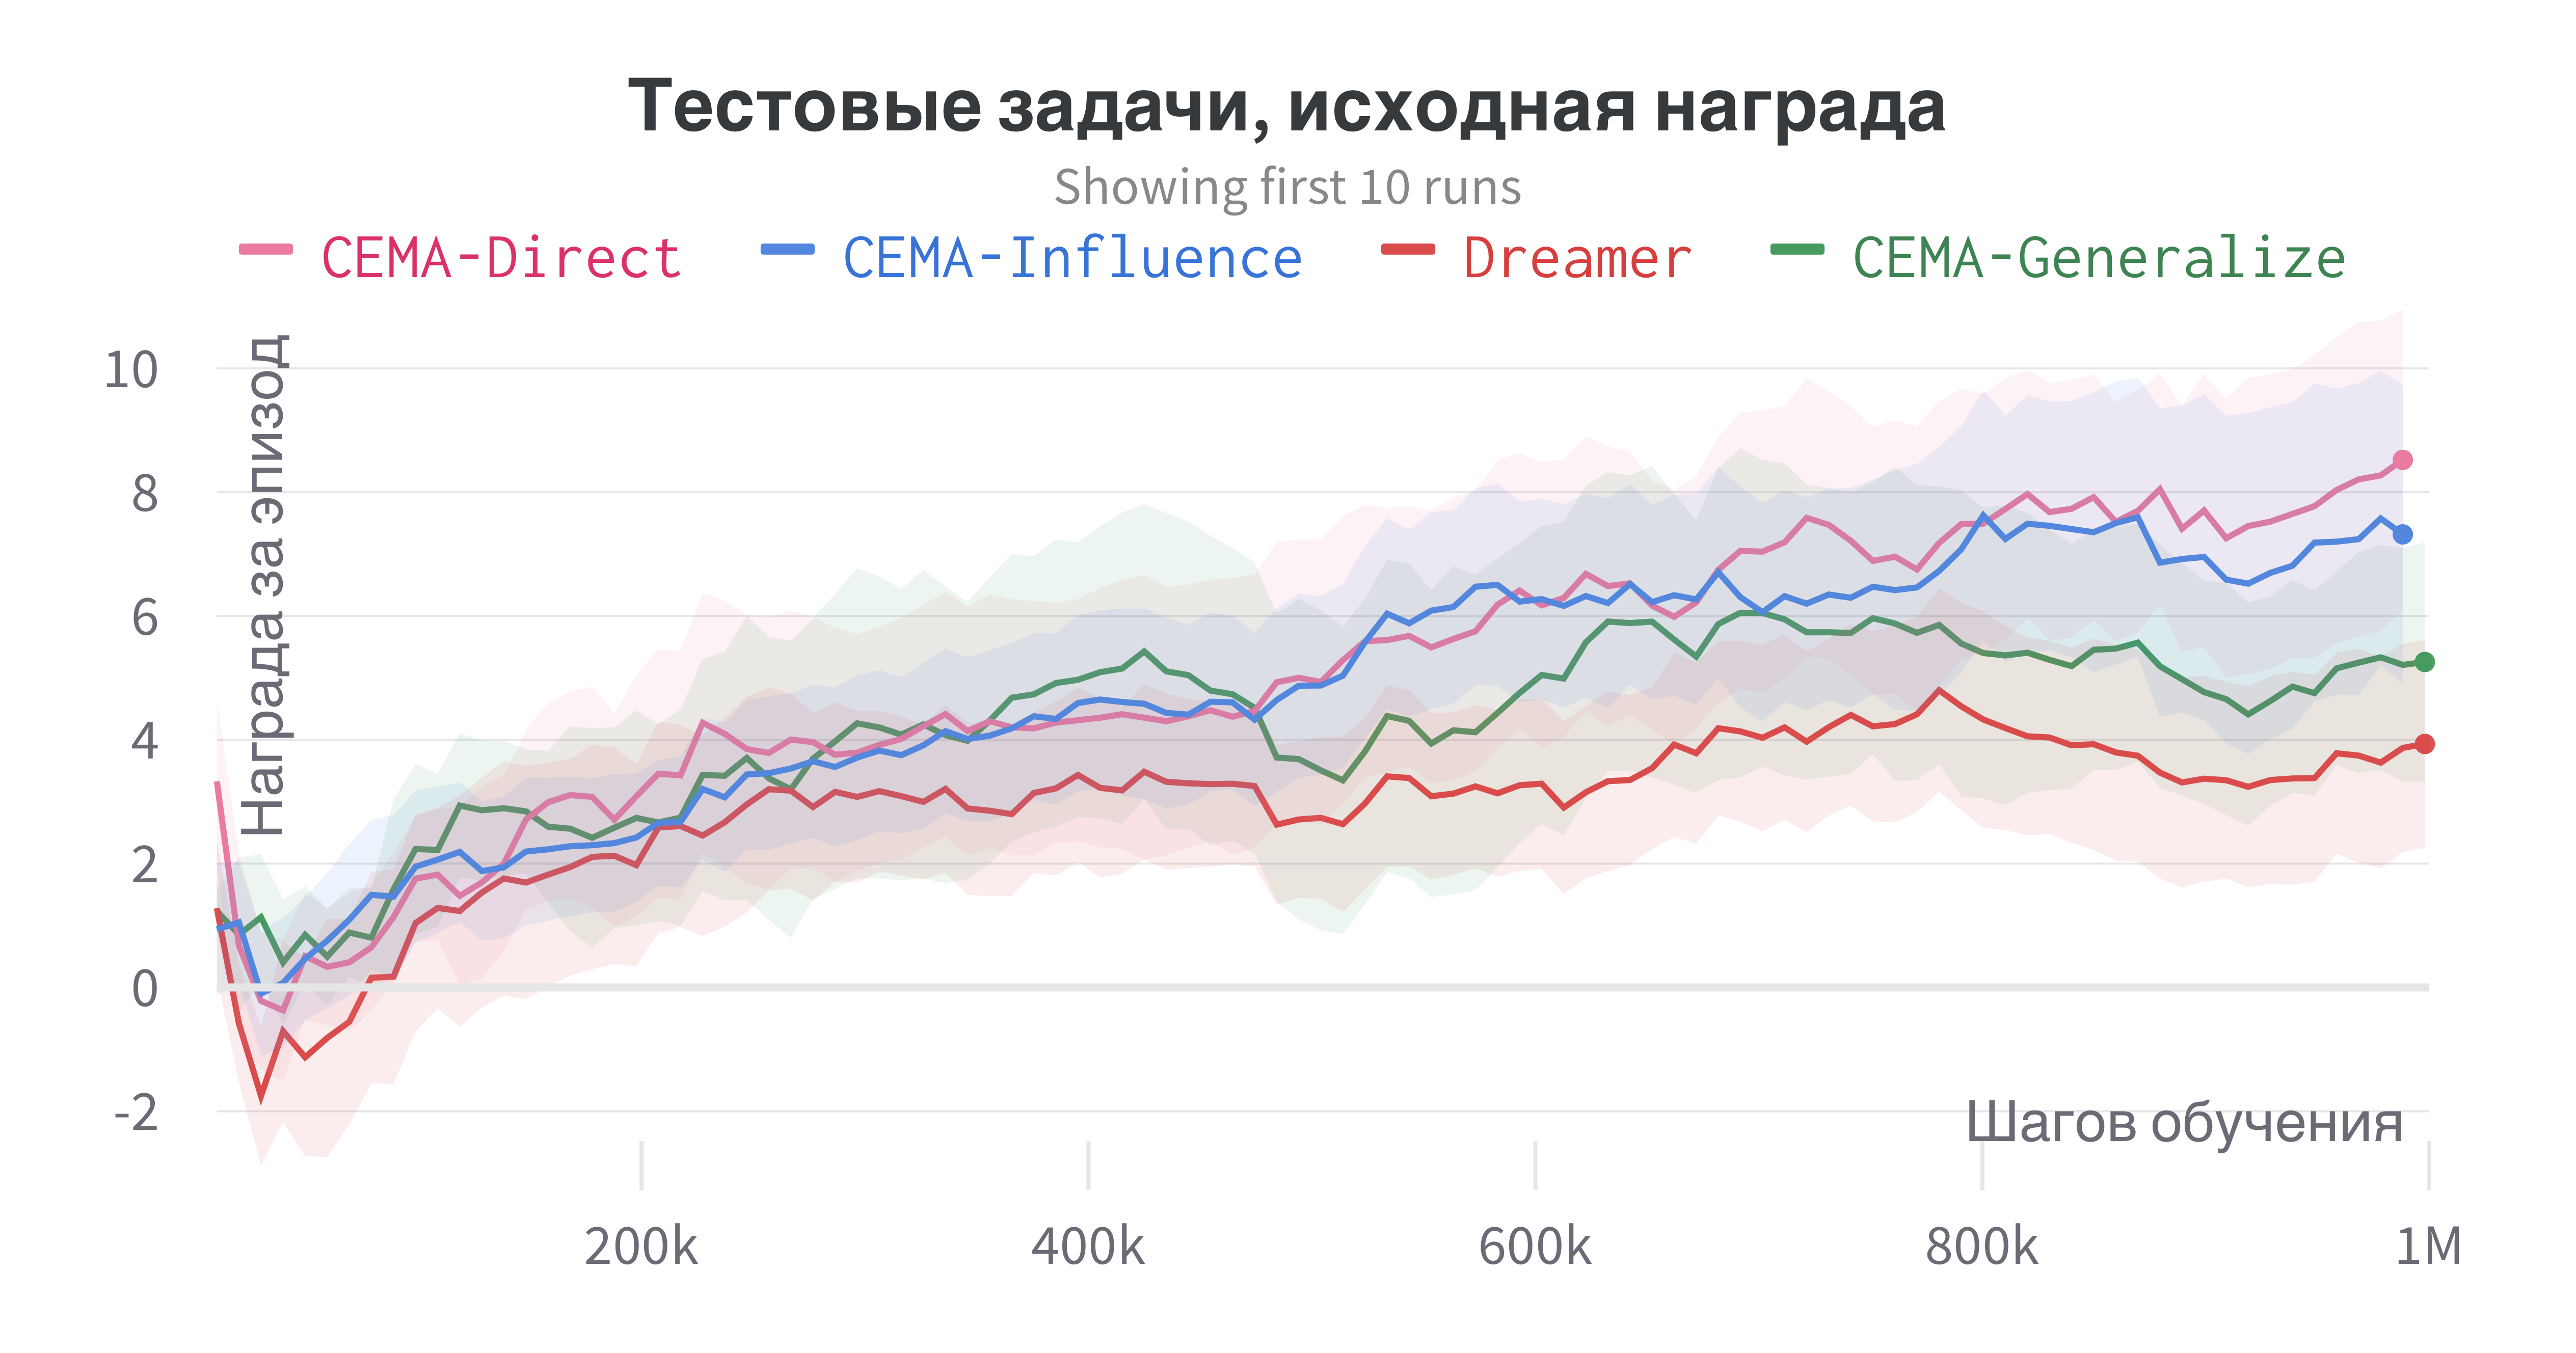 Тестовые задачи, исходная награда
Showing first 10 runs
CEMA-Direct CEMA-Influence Dreamer CEMA-Generalize
Награда за эпизод
10
8
6
4
2
0
-2
Шагов обучения
200k 400k 600k 800k 1M